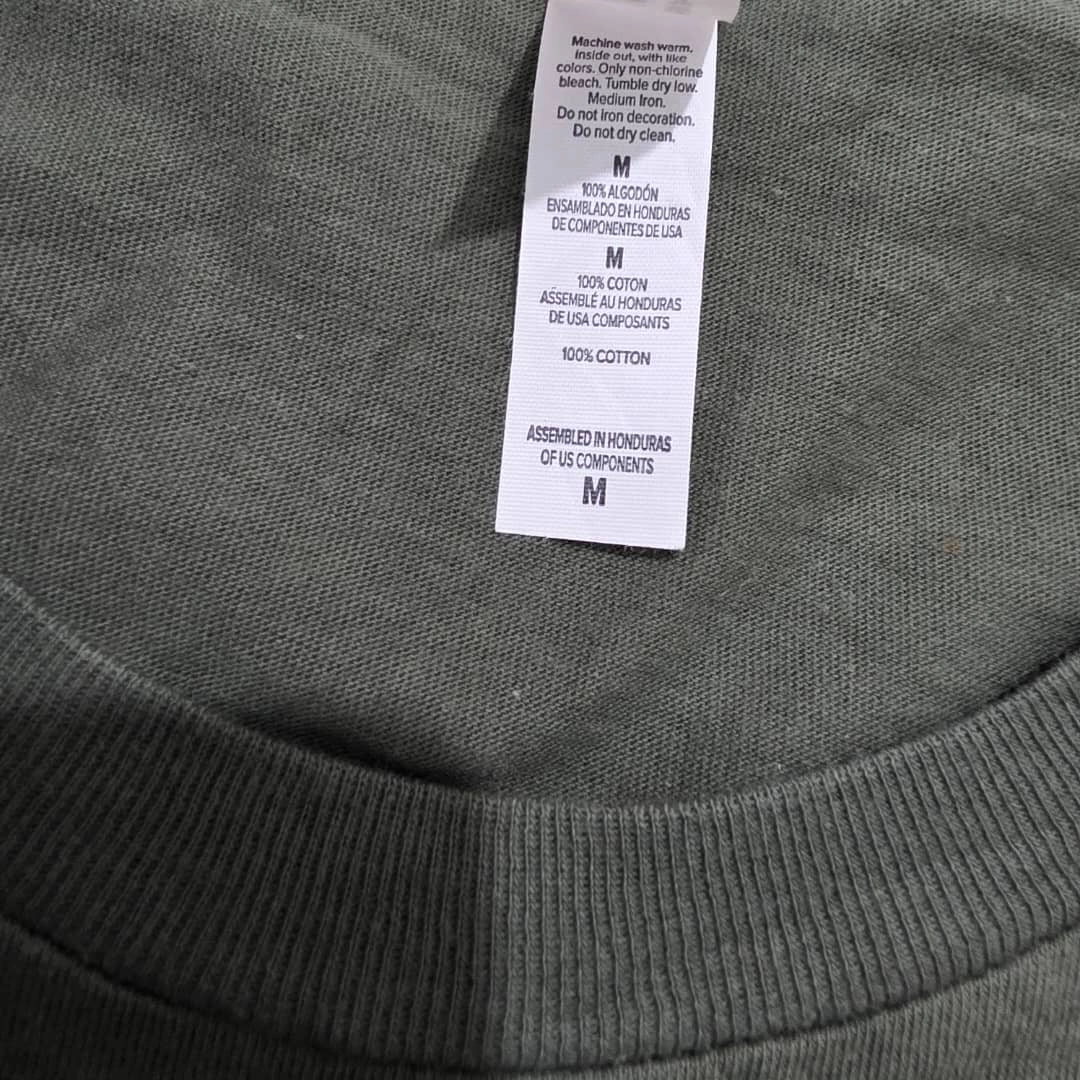 Machine wash warm.
inside out, with like
colors. Only non-chlorine
bleach. Tumble dry low.
Medium Iron.
Do not Iron decoration.
Do not dry clean.
M
100% ALGODÓN
ENSAMBLADO EN HONDURAS
DE COMPONENTES DE USA
M
100% COTON
ASSEMBLÉ AU HONDURAS
DE USA COMPOSANTS
100% COTTON
ASSEMBLED IN HONDURAS
OF US COMPONENTS
M